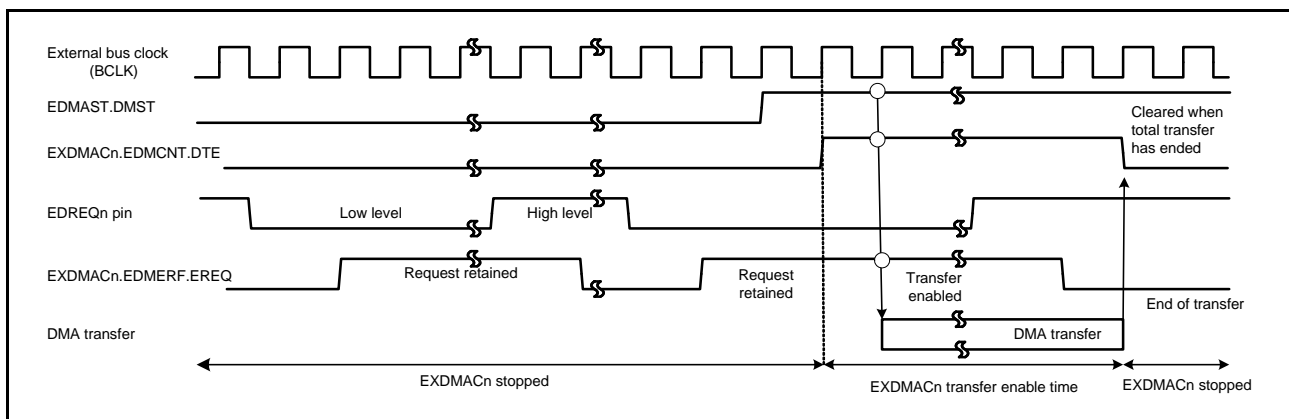 External bus clock
(BCLK)
EDMAST.DMST
Cleared when
total transfer
has ended
EXDMACn.EDMCNT.DTE
EDREQn pin
Low level
High level
EXDMACn.EDMERF.EREQ
Request retained
Request
retained
Transfer
enabled
End of transfer
DMA transfer
DMA transfer
EXDMACn stopped
EXDMACn transfer enable time
EXDMACn stopped